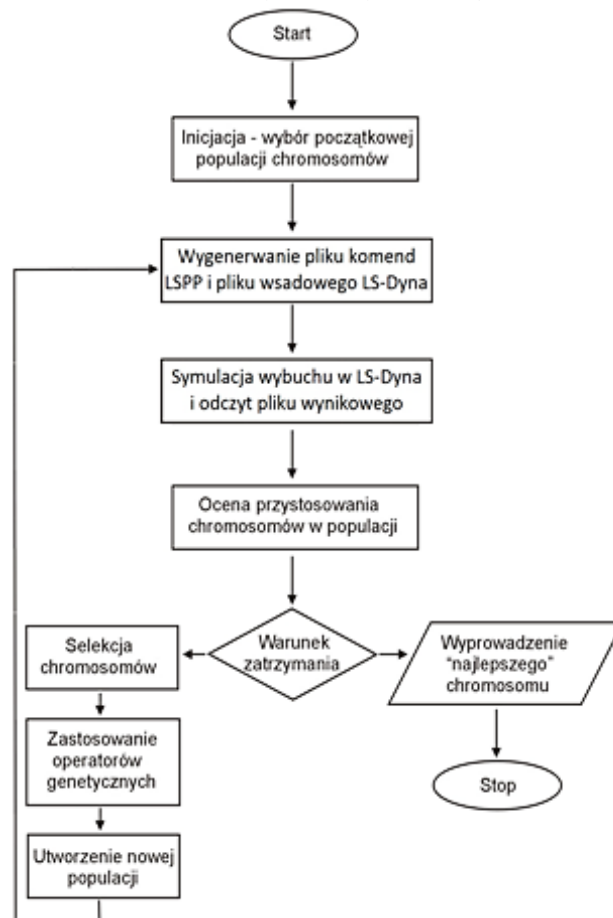 Start
Inicjacja - wybór początkowej
populacji chromosomów
Wygenerwanie pliku komend
LSPP i pliku wsadowego LS-Dyna
Symulacja wybuchu w LS-Dyna
i odczyt pliku wynikowego
Ocena przystosowania
chromosomów w populacji
Warunek
zatrzymania
Selekcja
chromosomów
Zastosowanie
operatorów
genetycznych
Utworzenie nowej
populacji
Wyprowadzenie
"najlepszego"
chromosomu
Stop